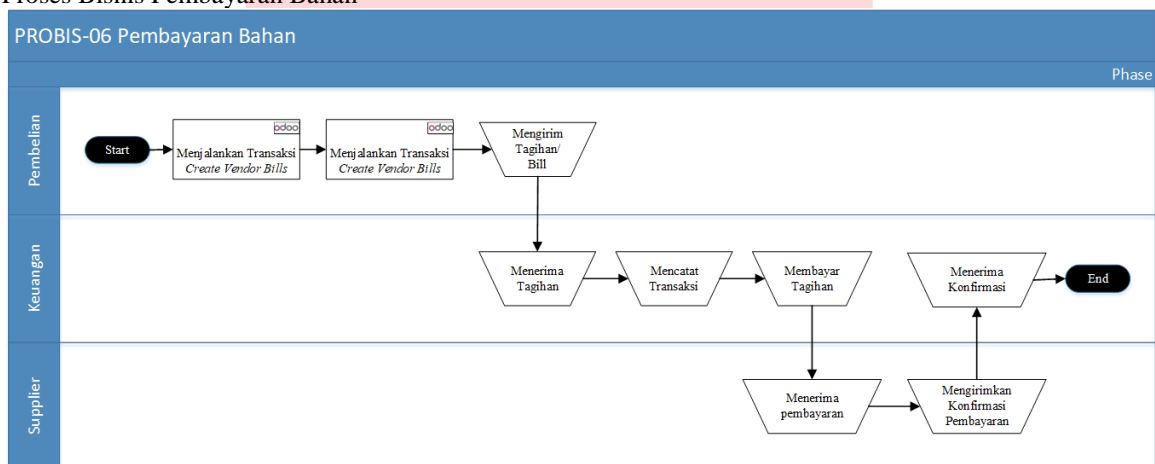 Proses Bisnis Pembayaran Bahan
PROBIS-06 Pembayaran Bahan
Phase
Pembelian
Start
odoo
Menjalankan Transaksi
Create Vendor Bills
odoo
Menjalankan Transaksi
Create Vendor Bills
Mengirim
Tagihan/
Bill
Keuangan
Menerima
Tagihan
Mencatat
Transaksi
Membayar
Tagihan
Menerima
Konfirmasi
End
Supplier
Menerima
pembayaran
Mengirimkan
Konfirmasi
Pembayaran